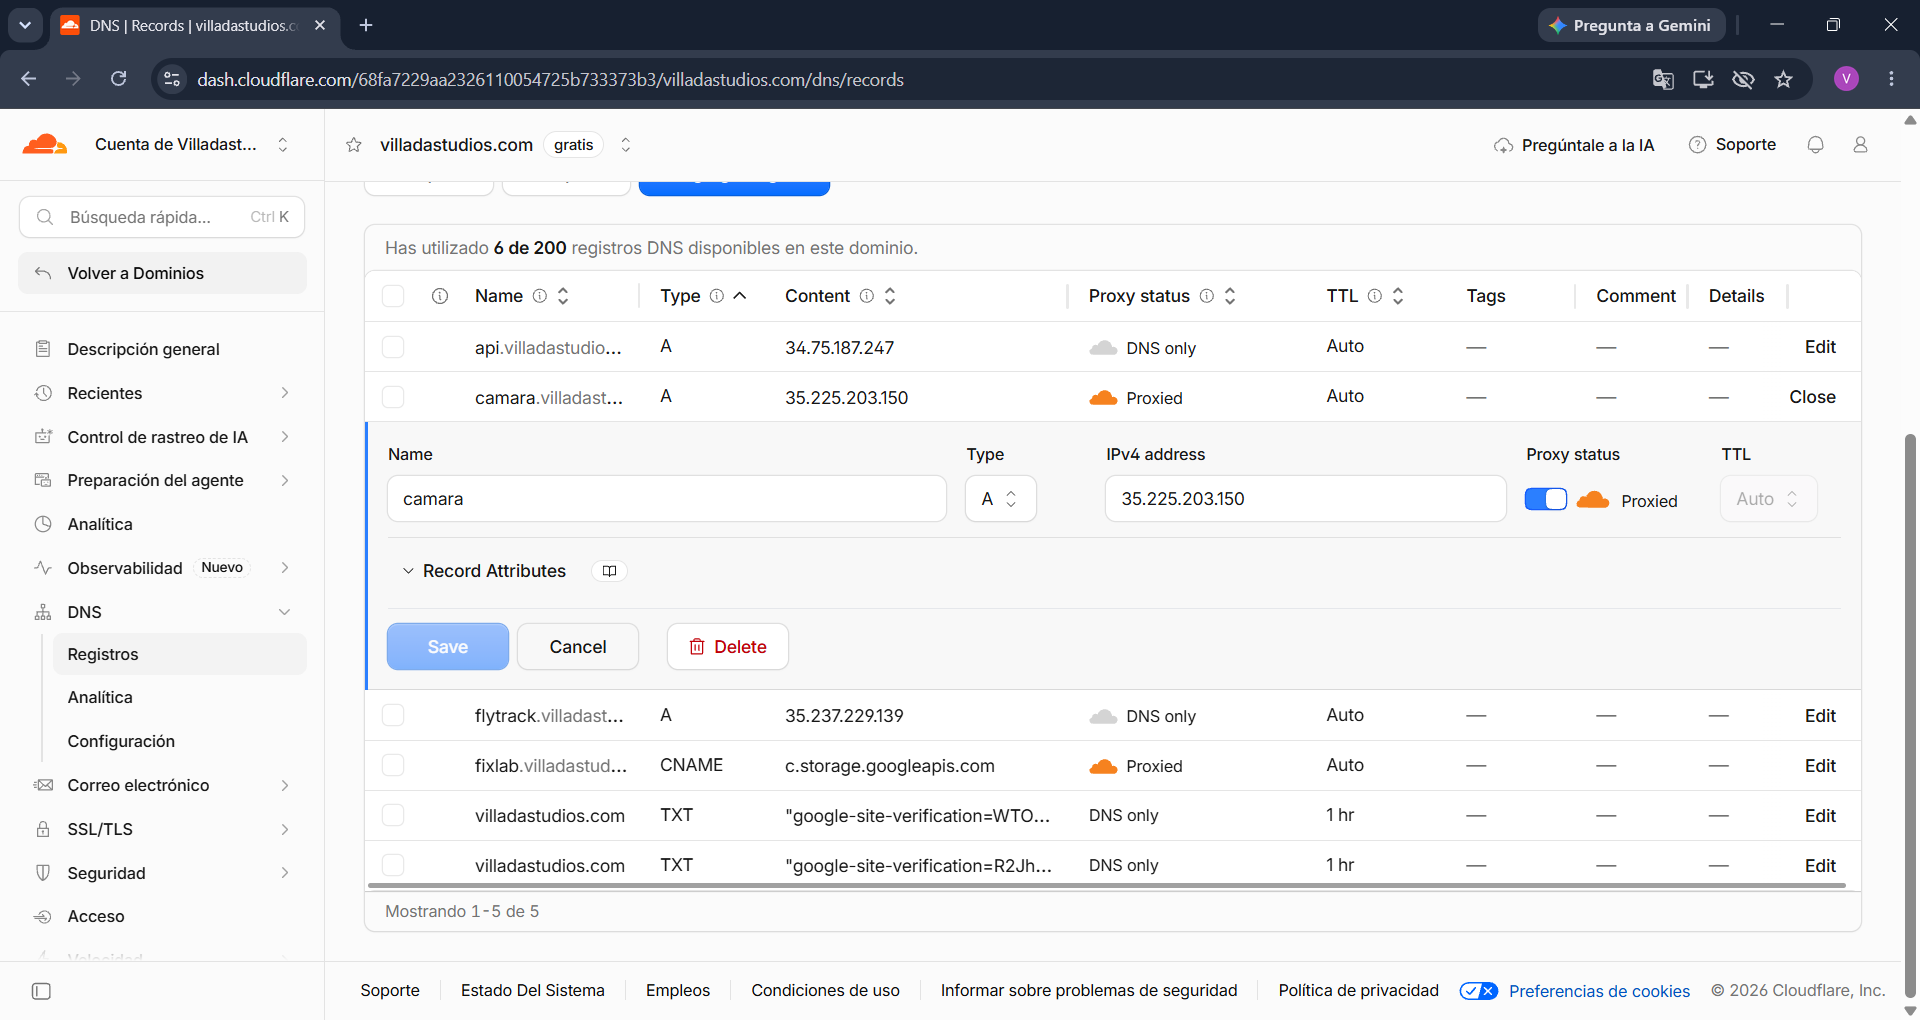 DNS | Records | villadastudios.c
Pregunta a Gemini
dash.cloudflare.com/68fa7229aa2326110054725b733373b3/villadastudios.com/dns/records
V
Cuenta de Villadast...
villadastudios.com gratis
Pregúntale a la IA
Soporte
Búsqueda rápida... Ctrl K
Volver a Dominios
Descripción general
Recientes
Control de rastreo de IA
Preparación del agente
Analítica
Observabilidad Nuevo
DNS
Registros
Analítica
Configuración
Correo electrónico
SSL/TLS
Seguridad
Acceso
Velocidad
Has utilizado 6 de 200 registros DNS disponibles en este dominio.
Name Type Content Proxy status TTL Tags Comment Details
api.villadastudio... A 34.75.187.247 DNS only Auto — — — Edit
camara.villadast... A 35.225.203.150 Proxied Auto — — — Close
Name Type IPv4 address Proxy status TTL
camara A 35.225.203.150 Proxied Auto
Record Attributes
Save Cancel Delete
flytrack.villadast... A 35.237.229.139 DNS only Auto — — — Edit
fixlab.villadastud... CNAME c.storage.googleapis.com Proxied Auto — — — Edit
villadastudios.com TXT "google-site-verification=WTO... DNS only 1 hr — — — Edit
villadastudios.com TXT "google-site-verification=R2Jh... DNS only 1 hr — — — Edit
Mostrando 1-5 de 5
Soporte Estado Del Sistema Empleos Condiciones de uso Informar sobre problemas de seguridad Política de privacidad Preferencias de cookies © 2026 Cloudflare, Inc.